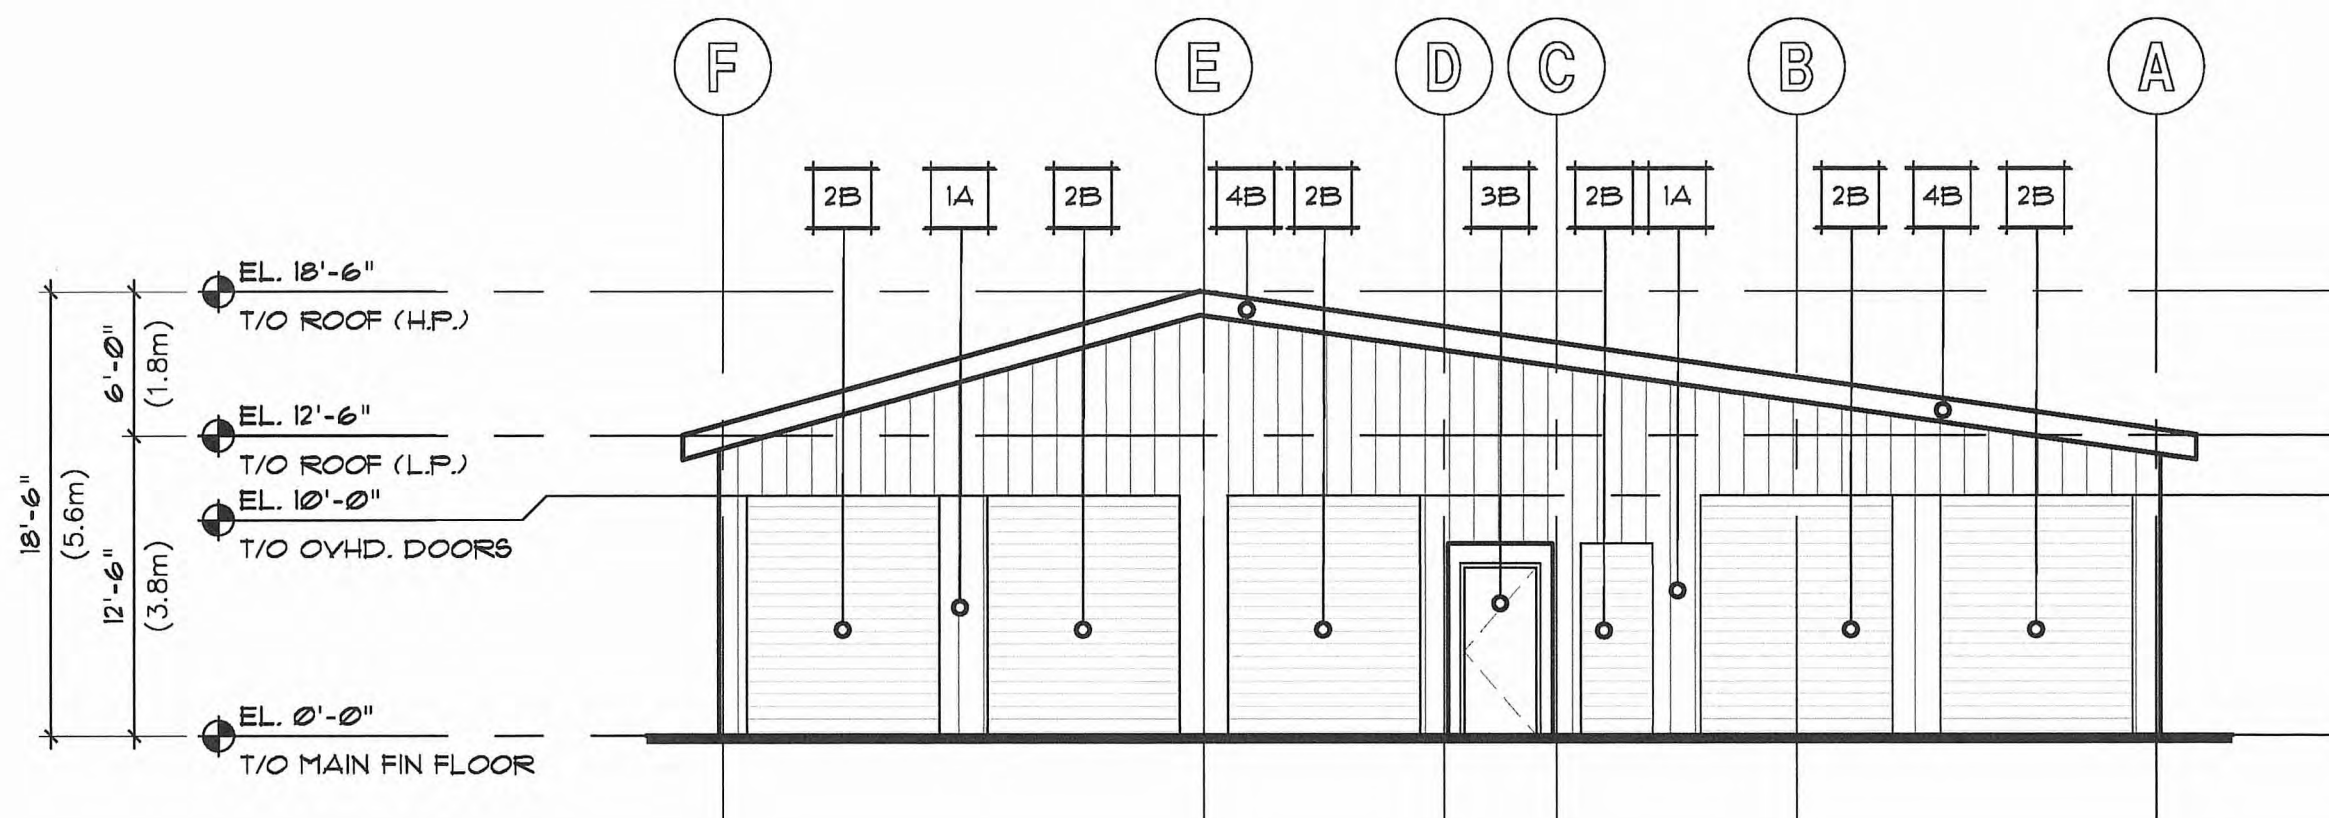 F E D C B A
2B 1A 2B 4B 2B 3B 2B 1A 2B 4B 2B
EL. 18'-6"
T/O ROOF (H.P.)
6'-0"
(1.8m)
EL. 12'-6"
T/O ROOF (L.P.)
18'-6"
(5.6m)
EL. 10'-0"
T/O OVHD. DOORS
12'-6"
(3.8m)
EL. 0'-0"
T/O MAIN FIN FLOOR